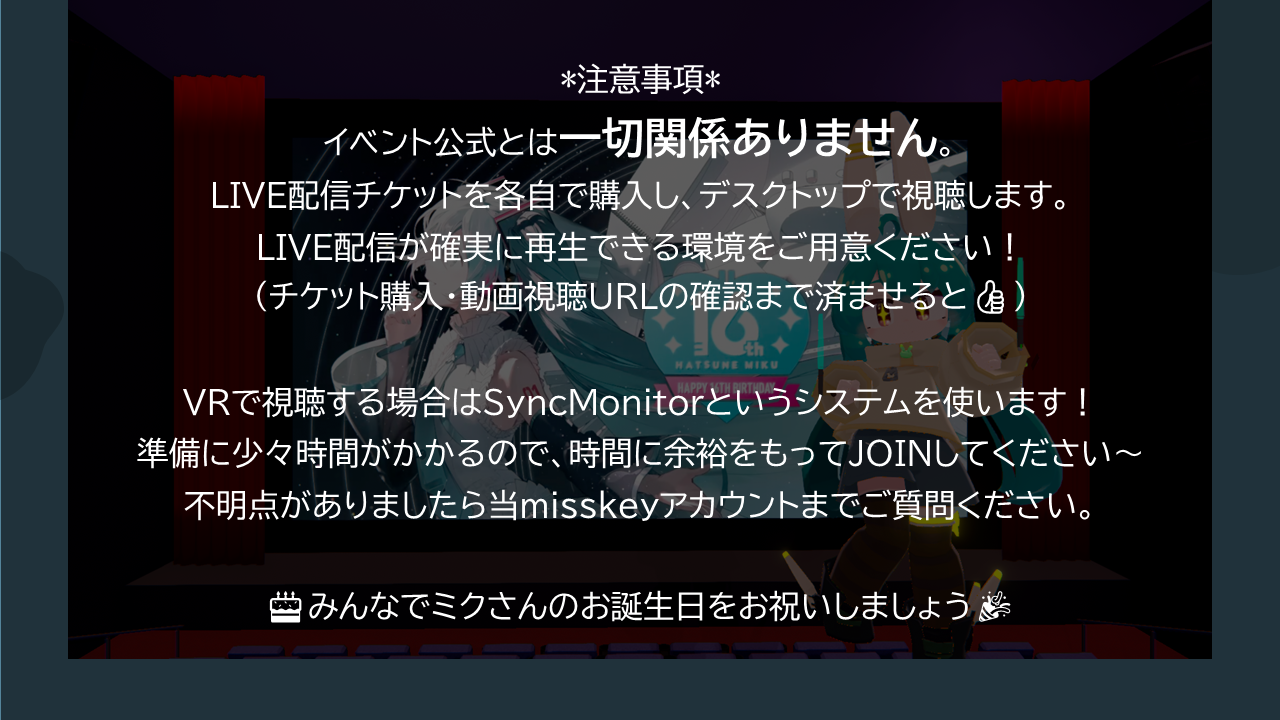 *注意事項*
イベント公式とは一切関係ありません。
LIVE配信チケットを各自で購入し、デスクトップで視聴します。
LIVE配信が確実に再生できる環境をご用意ください！
（チケット購入・動画視聴URLの確認まで済ませると👍）
16th
HATSUNE MIKU
HAPPY 16TH BIRTHDAY
01
VRで視聴する場合はSyncMonitorというシステムを使います！
準備に少々時間がかかるので、時間に余裕をもってJOINしてください～
不明点がありましたら当misskeyアカウントまでご質問ください。
🎂みんなでミクさんのお誕生日をお祝いしましょう🎉